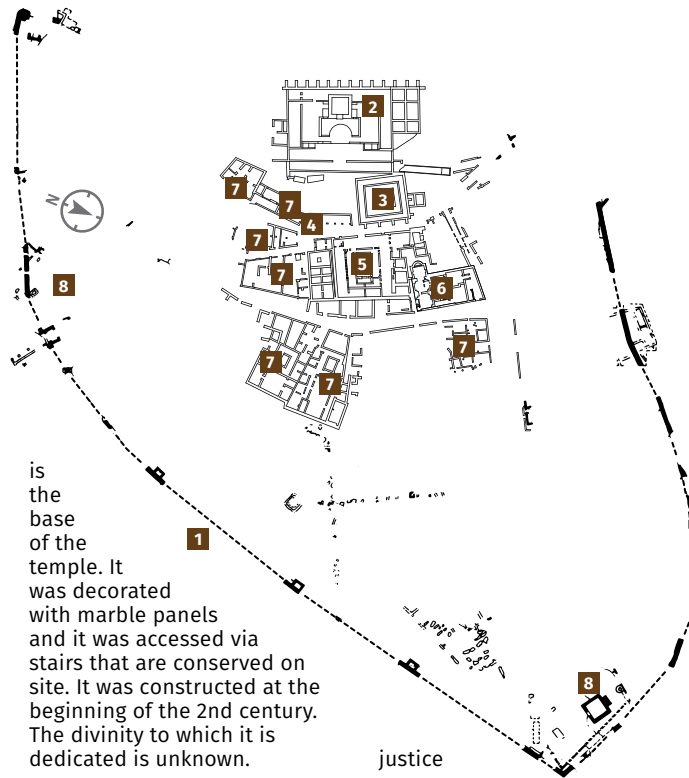 2
7
7
3
4
7
5
N
7
8
6
7
7
7
is
the
base
of the
temple. It
1
was decorated
with marble panels
and it was accessed via
stairs that are conserved on
site. It was constructed at the
8
beginning of the 2nd century.
The divinity to which it is
dedicated is unknown.
justice